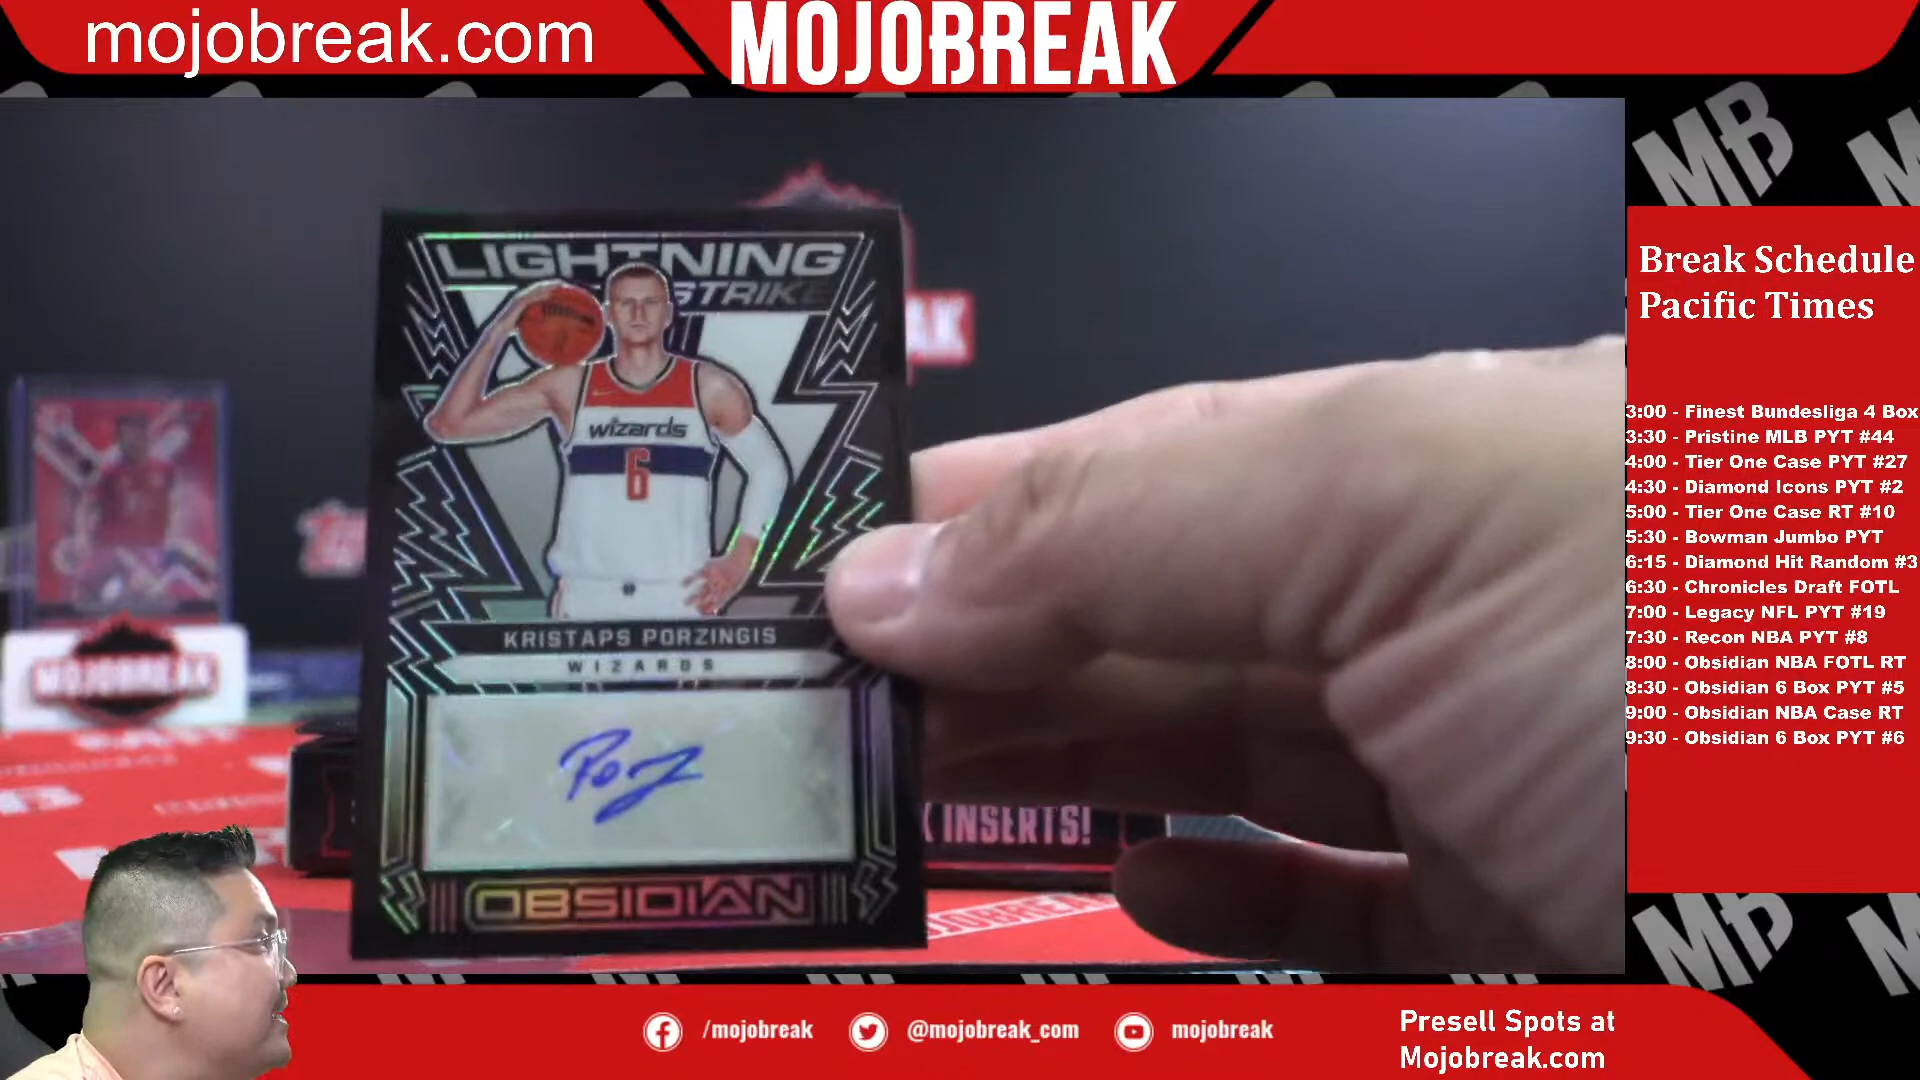 mojobreak.com
MOJOBREAK
MB
LIGHTNING
STRIKE
wizards
6
KRISTAPS PORZINGIS
WIZARDS
Porz
OBSIDIAN
MOJOBREAK
INSERTS!
MOJOBREAK
Break Schedule
Pacific Times
3:00 - Finest Bundesliga 4 Box
3:30 - Pristine MLB PYT #44
4:00 - Tier One Case PYT #27
4:30 - Diamond Icons PYT #2
5:00 - Tier One Case RT #10
5:30 - Bowman Jumbo PYT
6:15 - Diamond Hit Random #3
6:30 - Chronicles Draft FOTL
7:00 - Legacy NFL PYT #19
7:30 - Recon NBA PYT #8
8:00 - Obsidian NBA FOTL RT
8:30 - Obsidian 6 Box PYT #5
9:00 - Obsidian NBA Case RT
9:30 - Obsidian 6 Box PYT #6
MB
/mojobreak
@mojobreak_com
mojobreak
Presell Spots at
Mojobreak.com